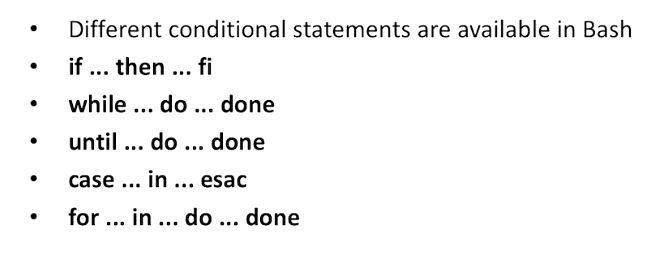 • Different conditional statements are available in Bash
• if ... then ... fi
• while ... do ... done
• until ... do ... done
• case ... in ... esac
• for ... in ... do ... done